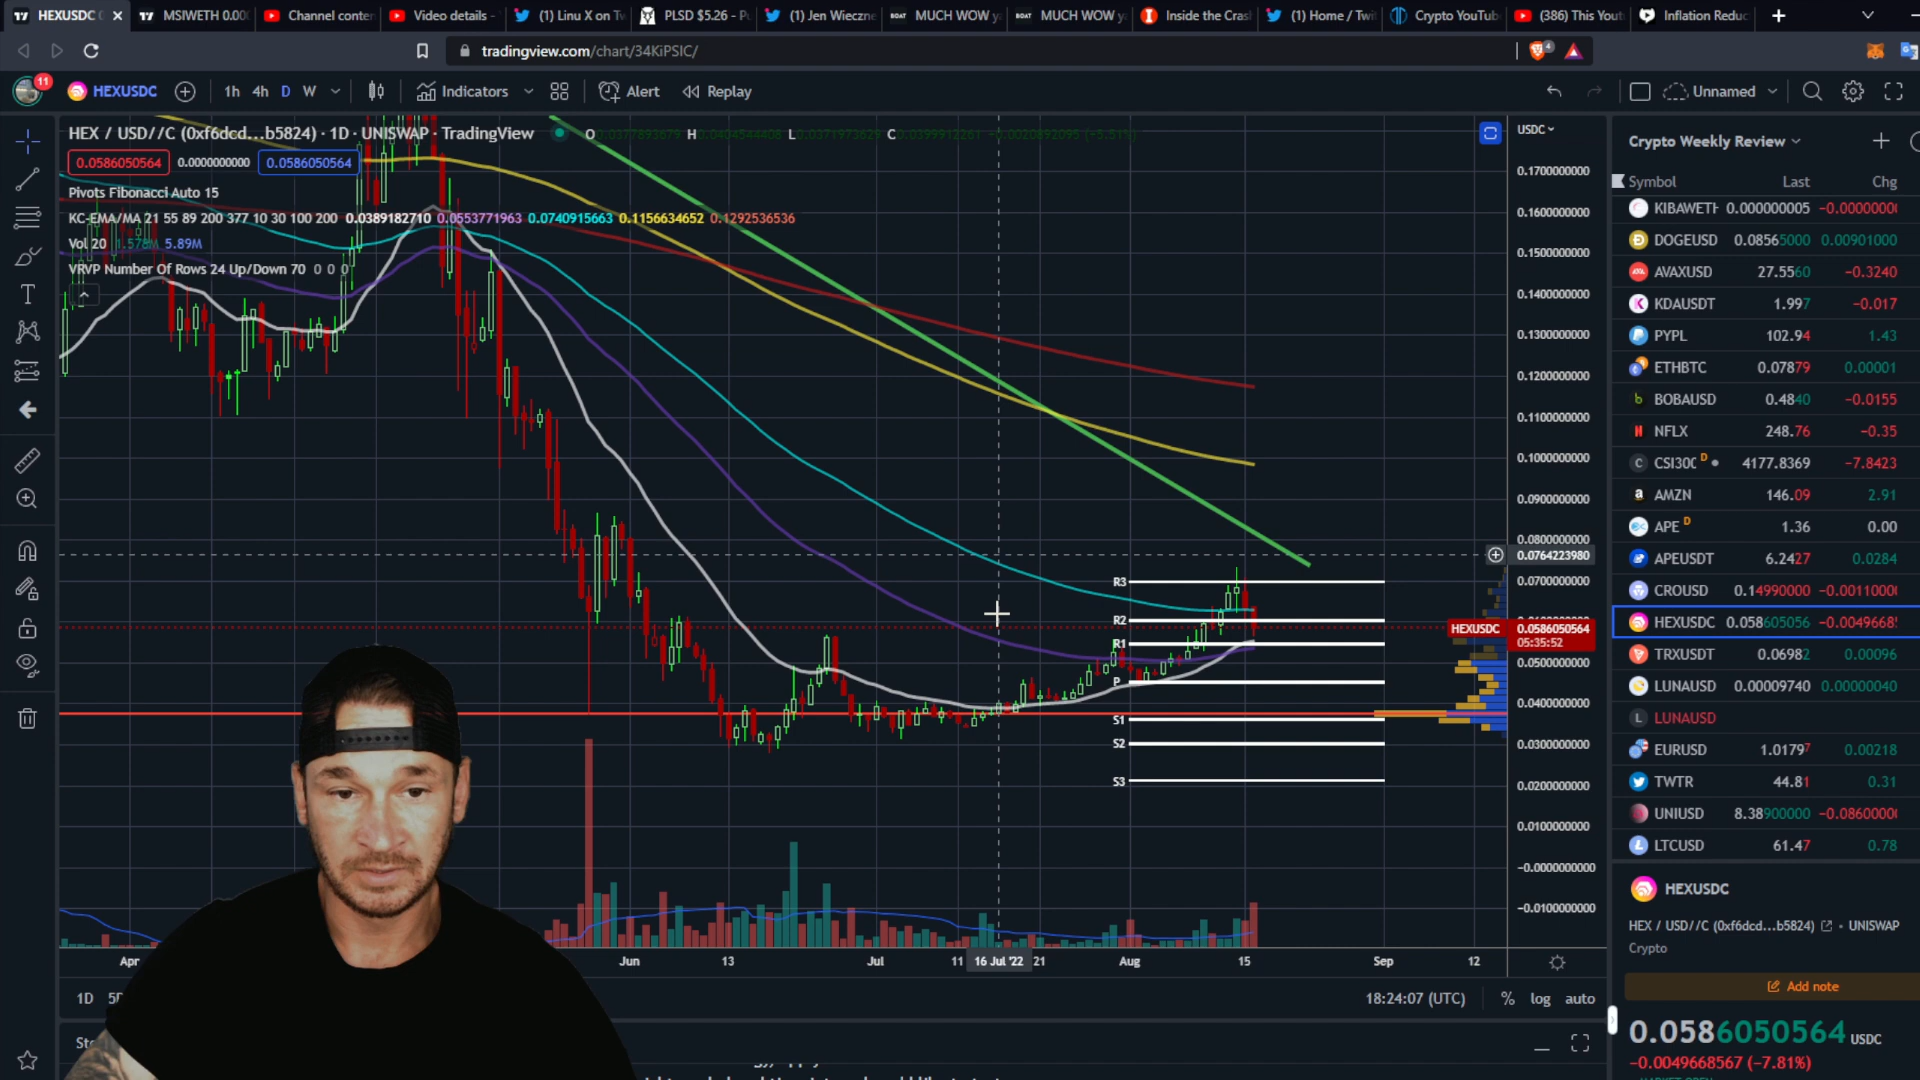 HEXUSDC
MSIWETH 0.000
Channel conten
Video details -
(1) Linu X on Tw
PLSD $5.26 - Pu
(1) Jen Wieczne
MUCH WOW y
MUCH WOW y
Inside the Cras
(1) Home / Twi
Crypto YouTub
(386) This Yout
Inflation Reduc
tradingview.com/chart/34KiPSIC/
4
11
HEXUSDC
1h 4h D W
Indicators
Alert
Replay
Unnamed
HEX / USD//C (0xf6dcd...b5824) · 1D · UNISWAP · TradingView
O0.0377893679 H0.0404544408 L0.0371973629 C0.0399912261 −0.0020892095 (−5.51%)
0.0586050564 0.0000000000 0.0586050564
Pivots Fibonacci Auto 15
KC-EMA/MA 21 55 89 200 377 10 30 100 200 0.0389182710 0.0553771963 0.0740915663 0.1156634652 0.1292536536
Vol 20 1.578M 5.89M
VRVP Number Of Rows 24 Up/Down 70 0 0 0
USDC
0.1700000000
0.1600000000
0.1500000000
0.1400000000
0.1300000000
0.1200000000
0.1100000000
0.1000000000
0.0900000000
0.0800000000
0.0764223980
0.0700000000
HEXUSDC 0.0586050564
05:35:52
0.0500000000
0.0400000000
0.0300000000
0.0200000000
0.0100000000
−0.0000000000
−0.0100000000
R3
R2
R1
P
S1
S2
S3
Apr
Jun
13
Jul
11
16 Jul '22
21
Aug
15
Sep
12
1D
18:24:07 (UTC)
% log auto
Crypto Weekly Review
Symbol Last Chg
KIBAWETH 0.000000005 −0.0000000
DOGEUSD 0.08565000 0.00901000
AVAXUSD 27.5560 −0.3240
KDAUSDT 1.997 −0.017
PYPL 102.94 1.43
ETHBTC 0.07879 0.00001
BOBAUSD 0.4840 −0.0155
NFLX 248.76 −0.35
CSI300 D 4177.8369 −7.8423
AMZN 146.09 2.91
APE D 1.36 0.00
APEUSDT 6.2427 0.0284
CROUSD 0.14990000 −0.0011000
HEXUSDC 0.058605056 −0.0049668
TRXUSDT 0.06982 0.00096
LUNAUSD 0.00009740 0.00000040
LUNAUSD
EURUSD 1.01797 0.00218
TWTR 44.81 0.31
UNIUSD 8.38900000 −0.0860000
LTCUSD 61.47 0.78
HEXUSDC
HEX / USD//C (0xf6dcd...b5824) • UNISWAP
Crypto
Add note
0.0586050564 USDC
−0.0049668567 (−7.81%)